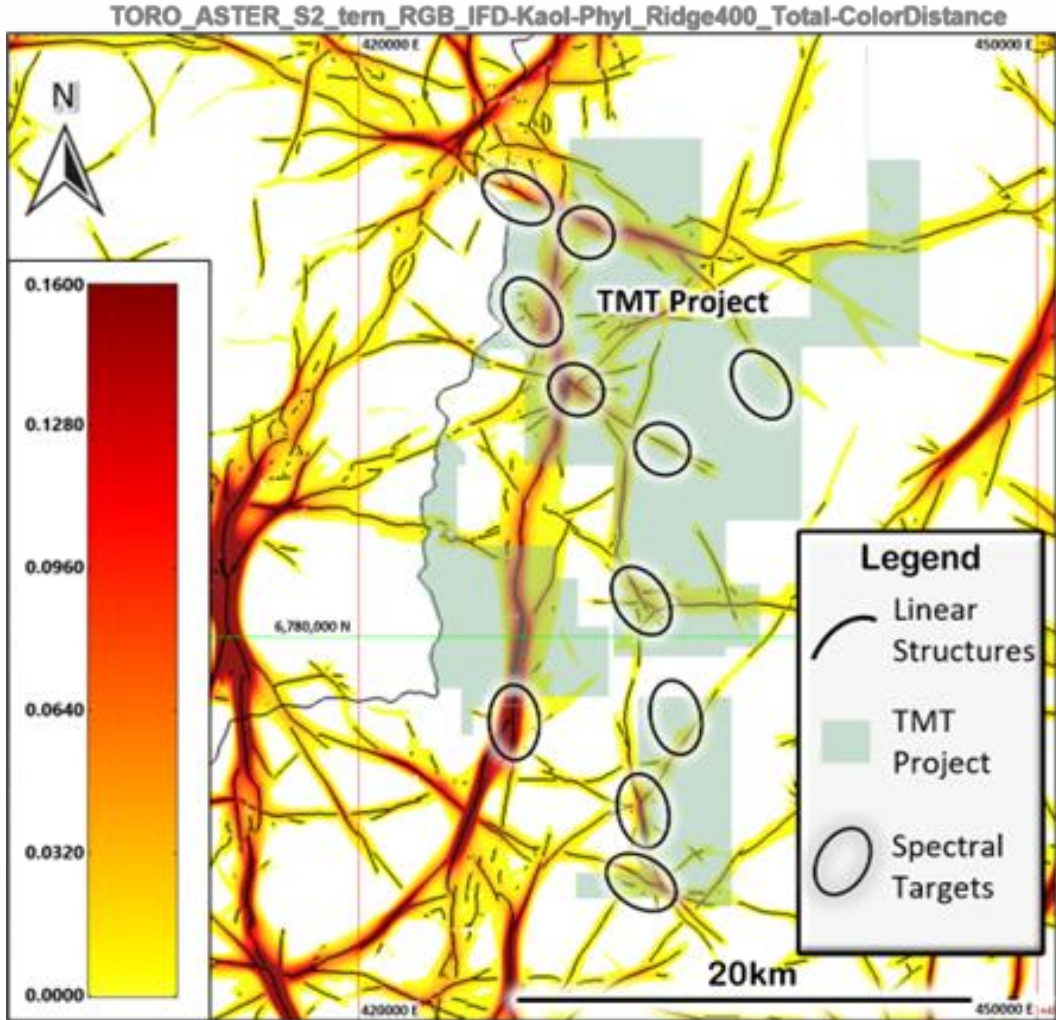 TORO_ASTER_S2_tern_RGB_IFD-Kaol-Phyl_Ridge400_Total-ColorDistance
420000 E
450000 E
N
TMT Project
0.1600
0.1280
0.0960
0.0640
0.0320
0.0000
6,780,000 N
Legend
Linear
Structures
TMT
Project
Spectral
Targets
20km
420000 E
450000 E